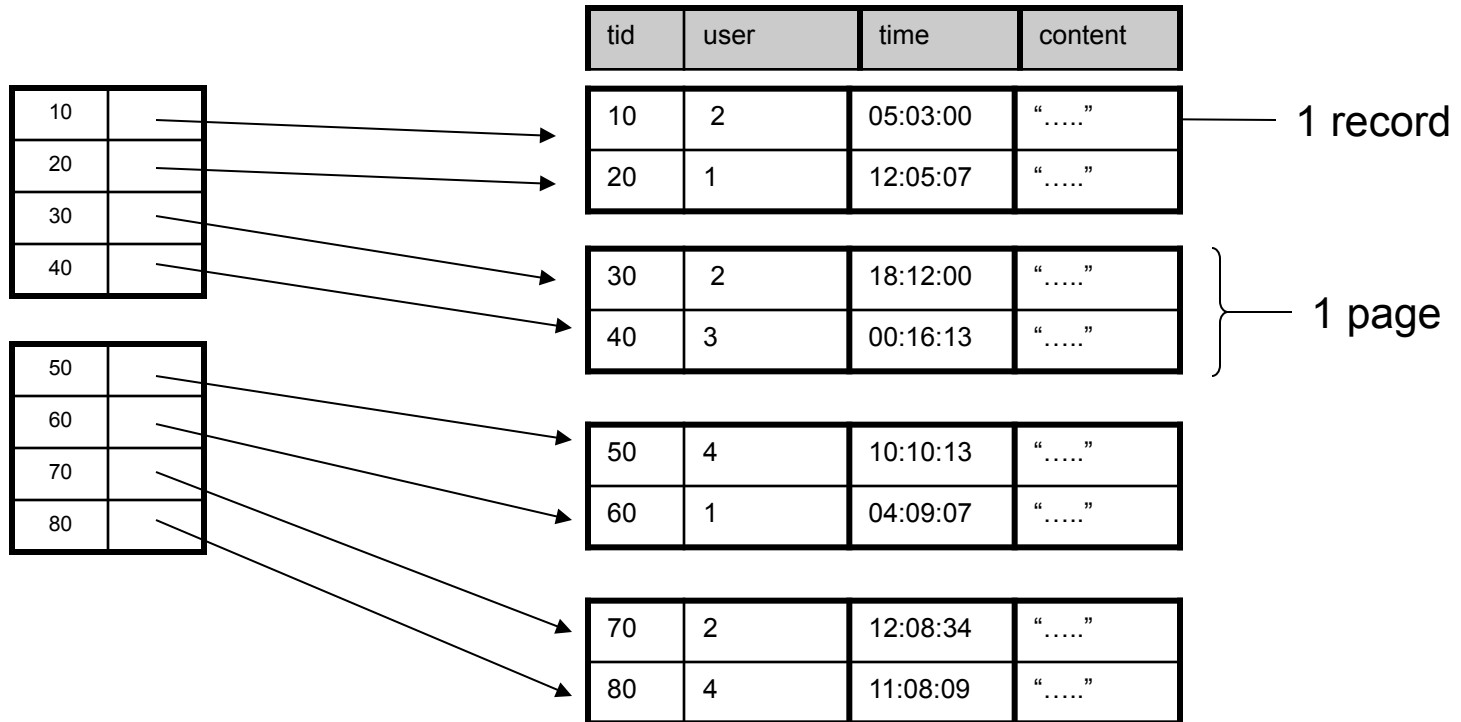 tid user time content
10
20
30
40
50
60
70
80
10 2 05:03:00 “…..”
20 1 12:05:07 “…..”
1 record
30 2 18:12:00 “…..”
40 3 00:16:13 “…..”
1 page
50 4 10:10:13 “…..”
60 1 04:09:07 “…..”
70 2 12:08:34 “…..”
80 4 11:08:09 “…..”